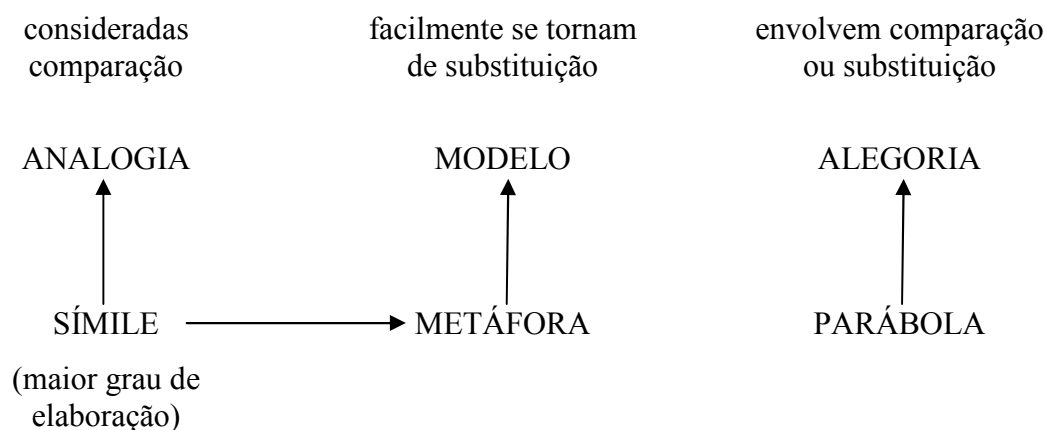 consideradas
comparação
facilmente se tornam
de substituição
envolvem comparação
ou substituição
ANALOGIA
MODELO
ALEGORIA
SÍMILE
METÁFORA
PARÁBOLA
(maior grau de
elaboração)